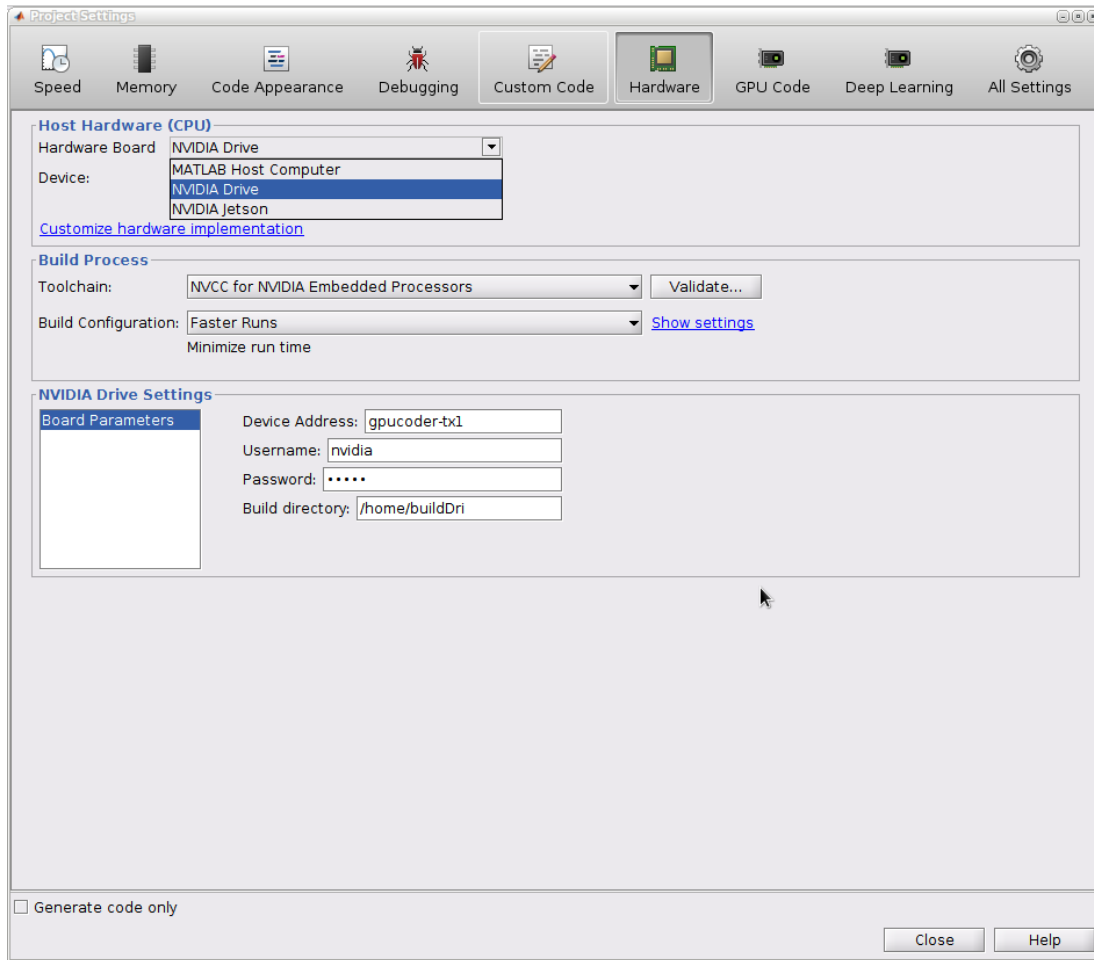 Project Settings
Speed Memory Code Appearance Debugging Custom Code Hardware GPU Code Deep Learning All Settings
Host Hardware (CPU)
Hardware Board NVIDIA Drive
MATLAB Host Computer
Device:
NVIDIA Drive
NVIDIA Jetson
Customize hardware implementation
Build Process
Toolchain: NVCC for NVIDIA Embedded Processors Validate...
Build Configuration: Faster Runs Show settings
Minimize run time
NVIDIA Drive Settings
Board Parameters Device Address: gpucoder-tx1
Username: nvidia
Password: •••••
Build directory: /home/buildDri
Generate code only
Close Help